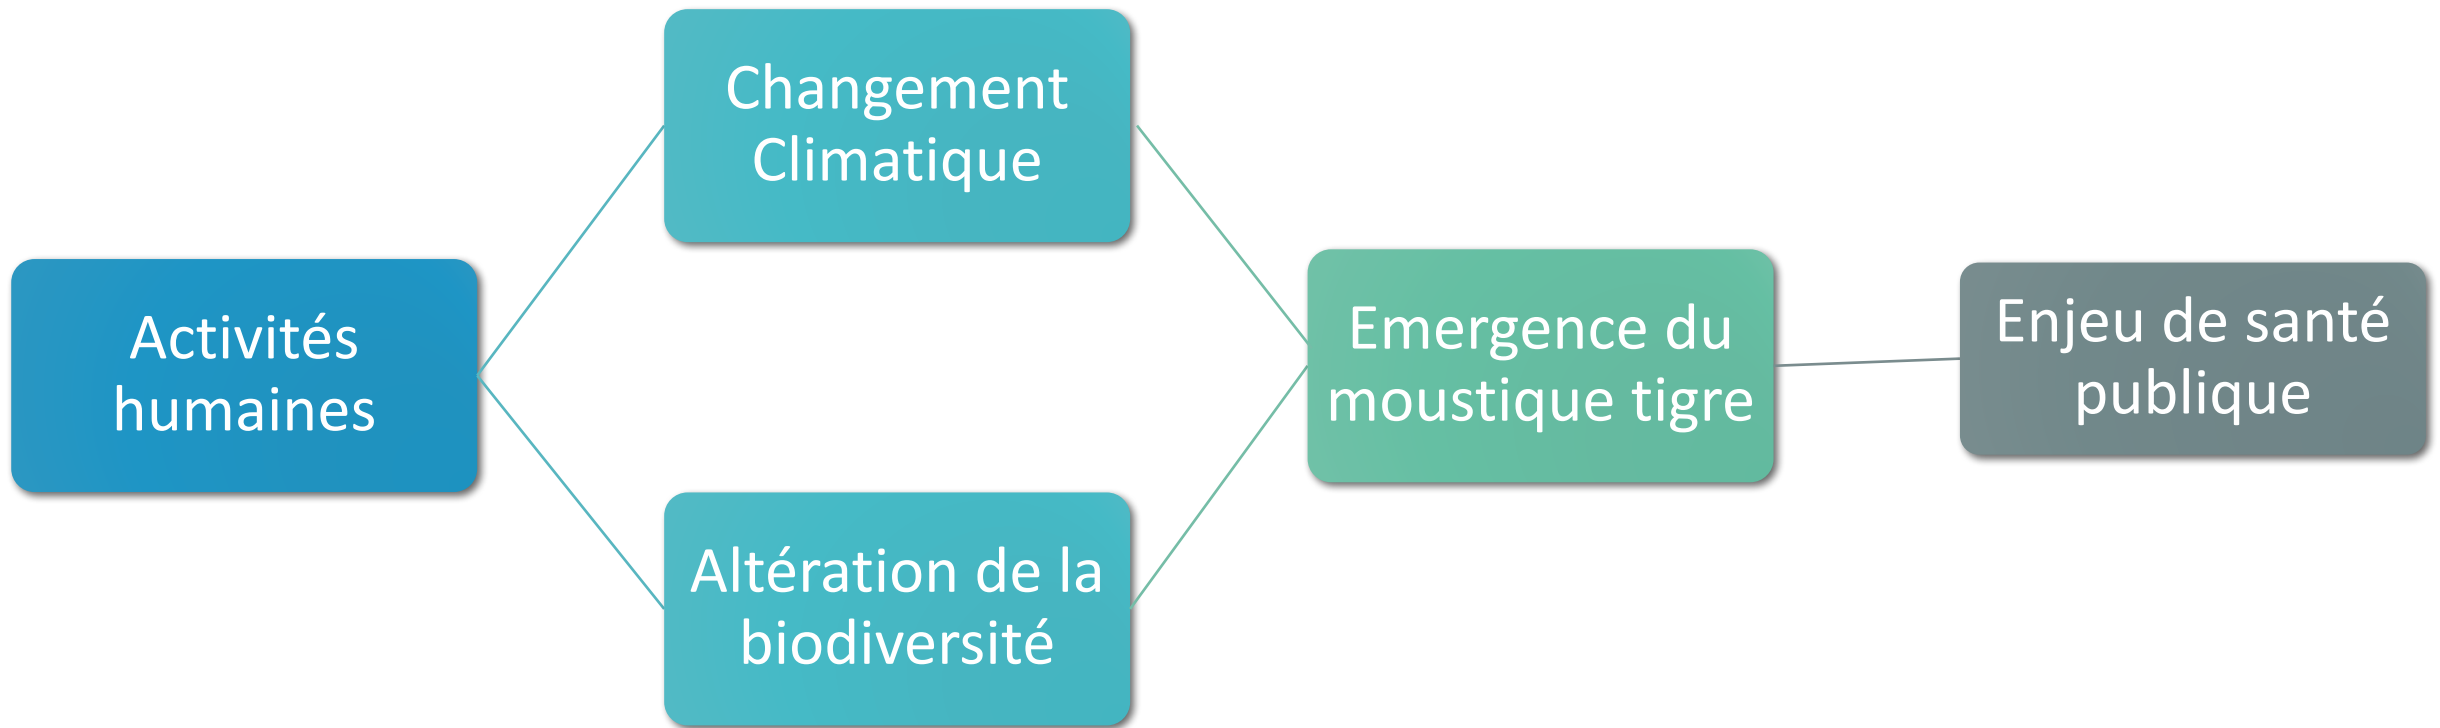 Activités
humaines
Changement
Climatique
Altération de la
biodiversité
Emergence du
moustique tigre
Enjeu de santé
publique